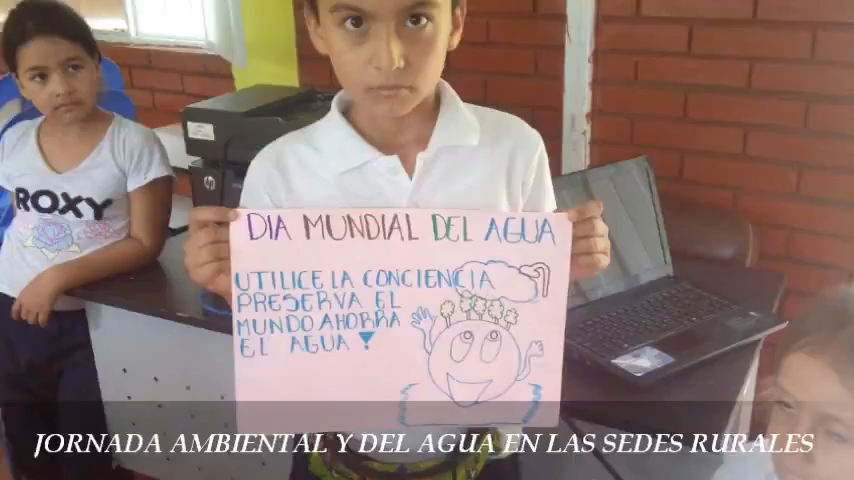 ROXY
hp
DIA MUNDIAL DEL AGUA
UTILICE LA CONCIENCIA
PRESERVA EL
MUNDO AHORRA
EL AGUA!
JORNADA AMBIENTAL Y DEL AGUA EN LAS SEDES RURALES